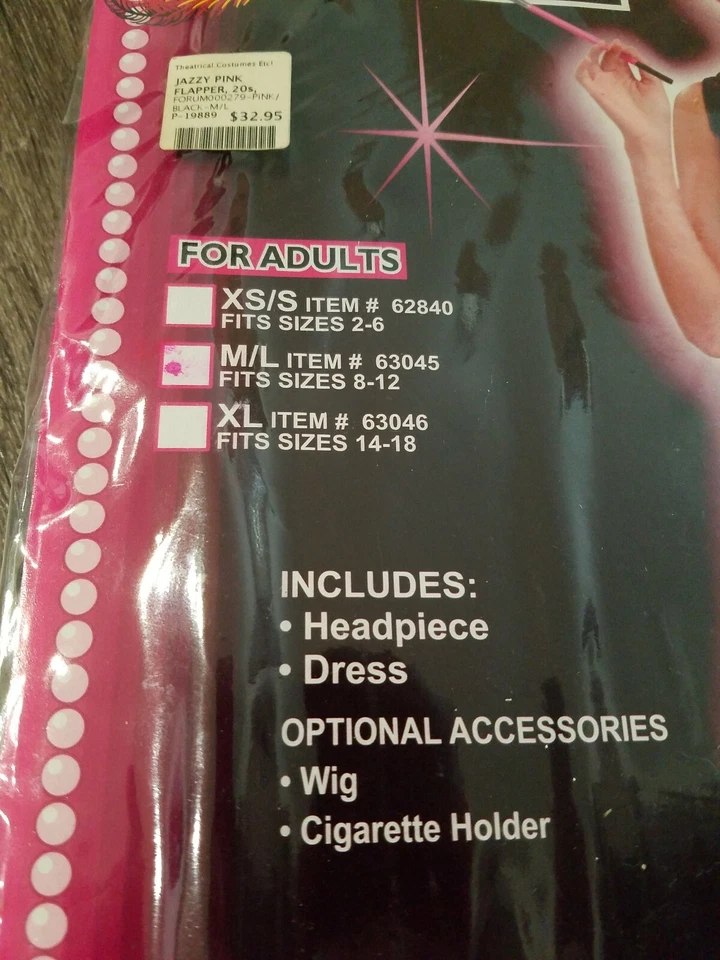 Theatrical Costumes Etc!
JAZZY PINK
FLAPPER, 20s,
FORUM000279-PINK/
BLACK-M/L
P-19889 $32.95
FOR ADULTS
XS/S ITEM # 62840
FITS SIZES 2-6
M/L ITEM # 63045
FITS SIZES 8-12
XL ITEM # 63046
FITS SIZES 14-18
INCLUDES:
• Headpiece
• Dress
OPTIONAL ACCESSORIES
• Wig
• Cigarette Holder